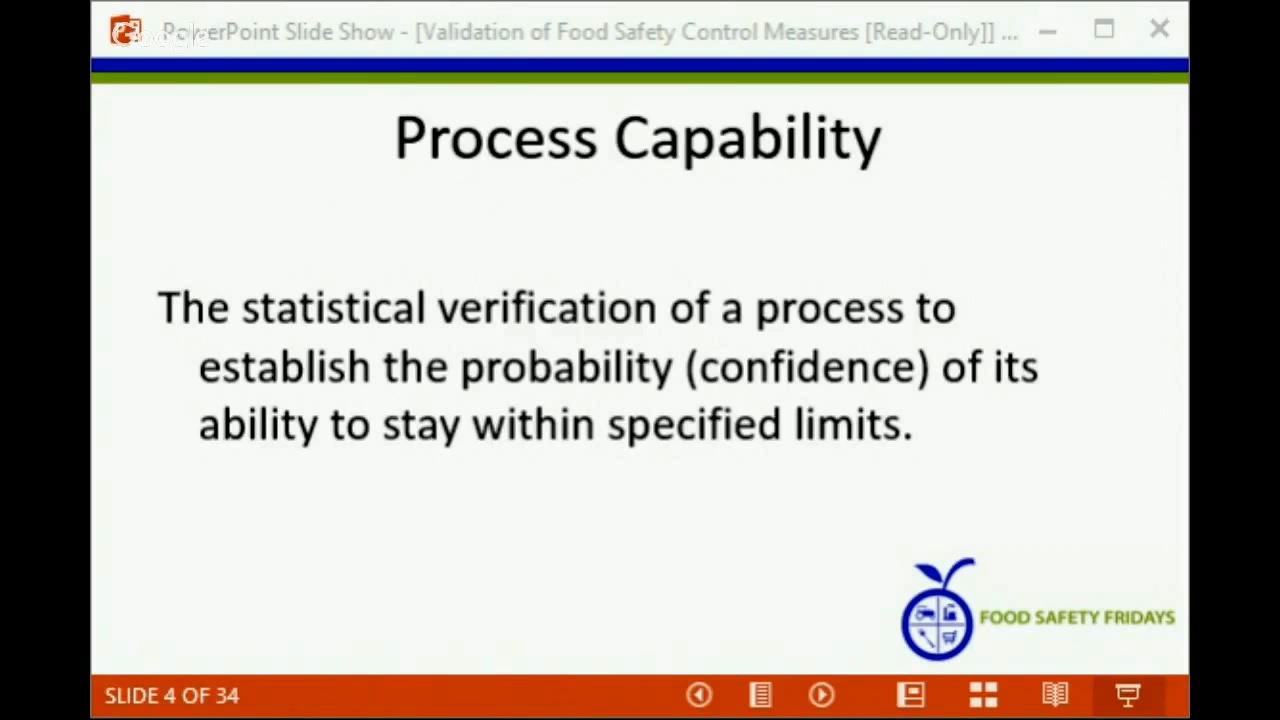 PowerPoint Slide Show - [Validation of Food Safety Control Measures [Read-Only]] ...
Google
Process Capability
The statistical verification of a process to
establish the probability (confidence) of its
ability to stay within specified limits.
FOOD SAFETY FRIDAYS
SLIDE 4 OF 34